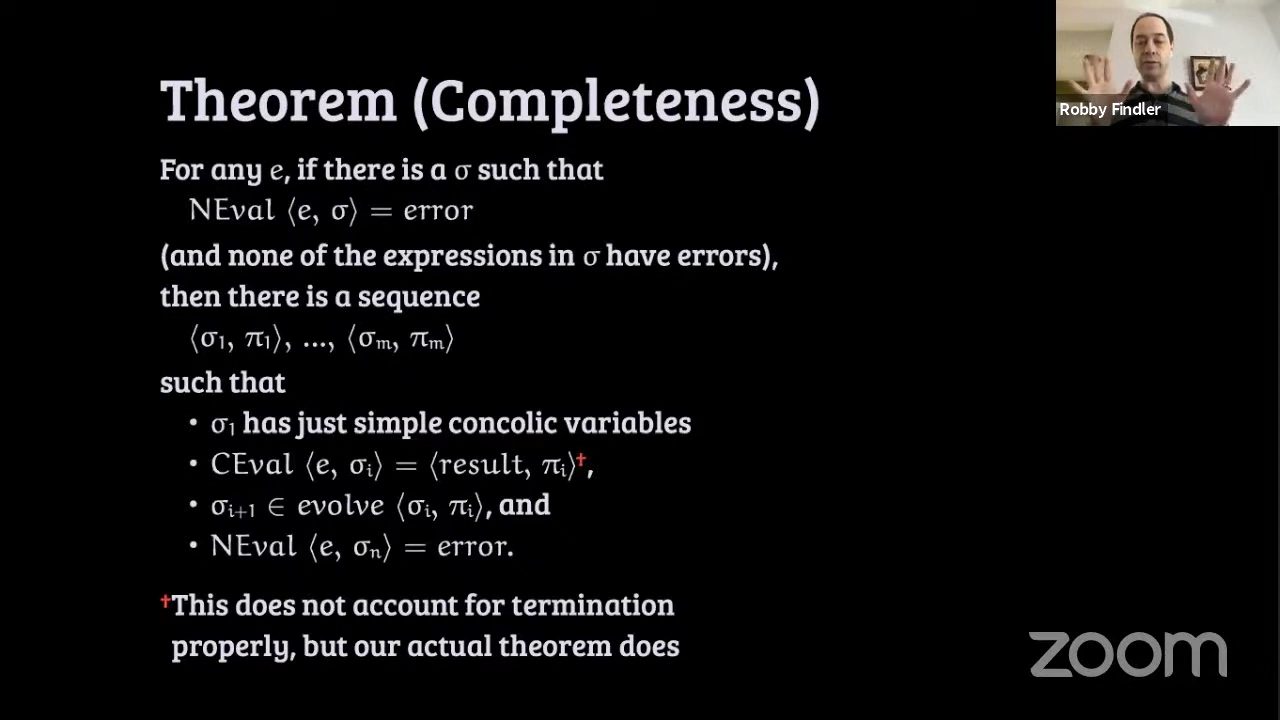 Theorem (Completeness)
Robby Findler
For any e, if there is a σ such that
NEval ⟨e, σ⟩ = error
(and none of the expressions in σ have errors),
then there is a sequence
⟨σ₁, π₁⟩, ..., ⟨σₘ, πₘ⟩
such that
• σ₁ has just simple concolic variables
• CEval ⟨e, σᵢ⟩ = ⟨result, πᵢ⟩†,
• σᵢ₊₁ ∈ evolve ⟨σᵢ, πᵢ⟩, and
• NEval ⟨e, σₙ⟩ = error.
†This does not account for termination
properly, but our actual theorem does
zoom